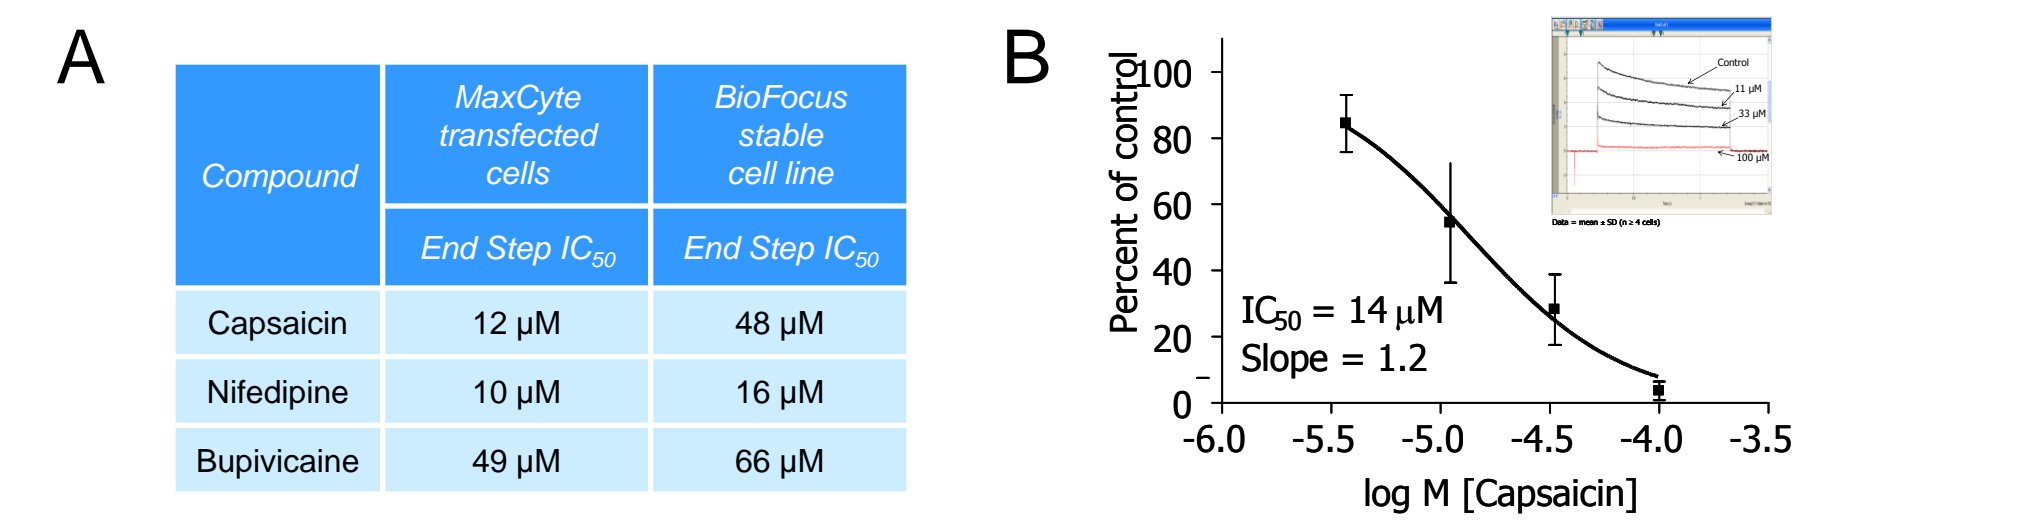 A
Compound
MaxCyte
transfected
cells
BioFocus
stable
cell line
End Step IC50
End Step IC50
Capsaicin
12 µM
48 µM
Nifedipine
10 µM
16 µM
Bupivicaine
49 µM
66 µM
B
Percent of control
100
80
60
40
20
0
IC50 = 14 µM
Slope = 1.2
-6.0
-5.5
-5.0
-4.5
-4.0
-3.5
log M [Capsaicin]
Control
11 µM
33 µM
100 µM
Data = mean ± SD (n ≥ 4 cells)